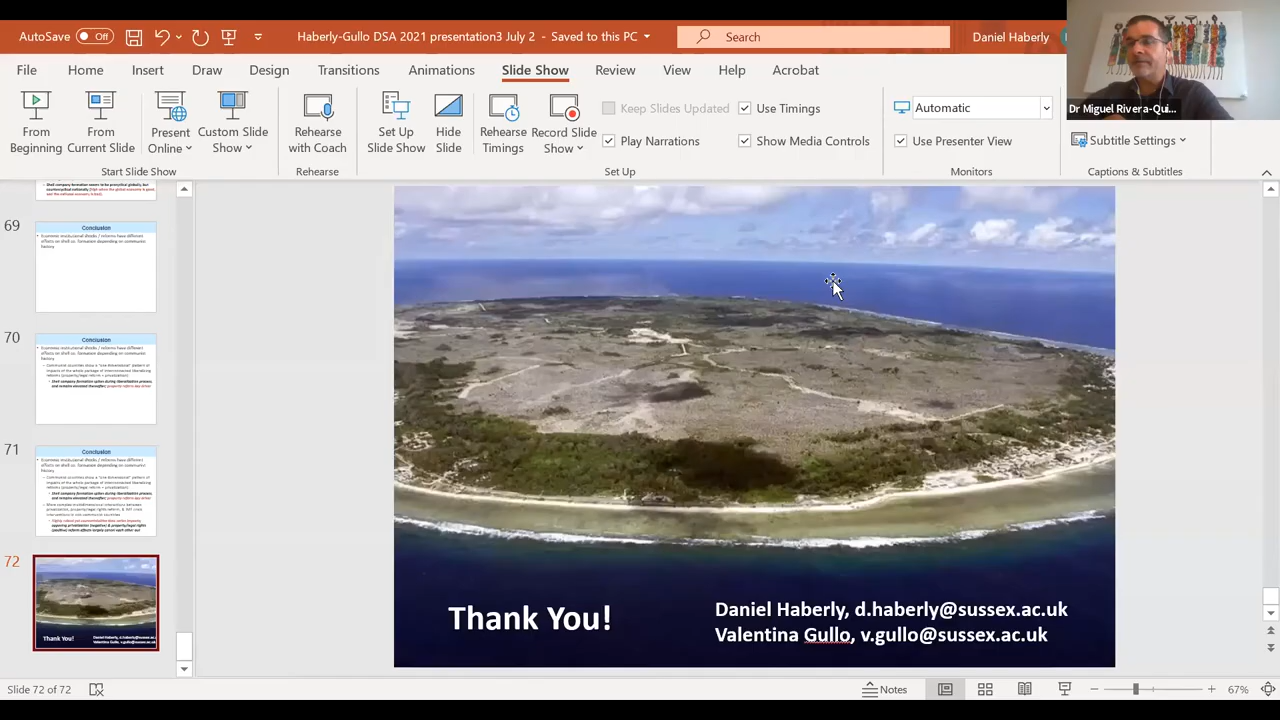 AutoSave Off
Haberly-Gullo DSA 2021 presentation3 July 2 - Saved to this PC
Search
Daniel Haberly
Dr Miguel Rivera-Qui...
File Home Insert Draw Design Transitions Animations Slide Show Review View Help Acrobat
From Beginning
From Current Slide
Present Online
Custom Slide Show
Start Slide Show
Rehearse with Coach
Rehearse
Set Up Slide Show
Hide Slide
Rehearse Timings
Record Slide Show
Keep Slides Updated
Play Narrations
Use Timings
Show Media Controls
Set Up
Automatic
Use Presenter View
Monitors
Subtitle Settings
Captions & Subtitles
69
Conclusion
70
Conclusion
71
Conclusion
72
Thank You!
Thank You!
Daniel Haberly, d.haberly@sussex.ac.uk
Valentina Gullo, v.gullo@sussex.ac.uk
Slide 72 of 72
Notes
67%